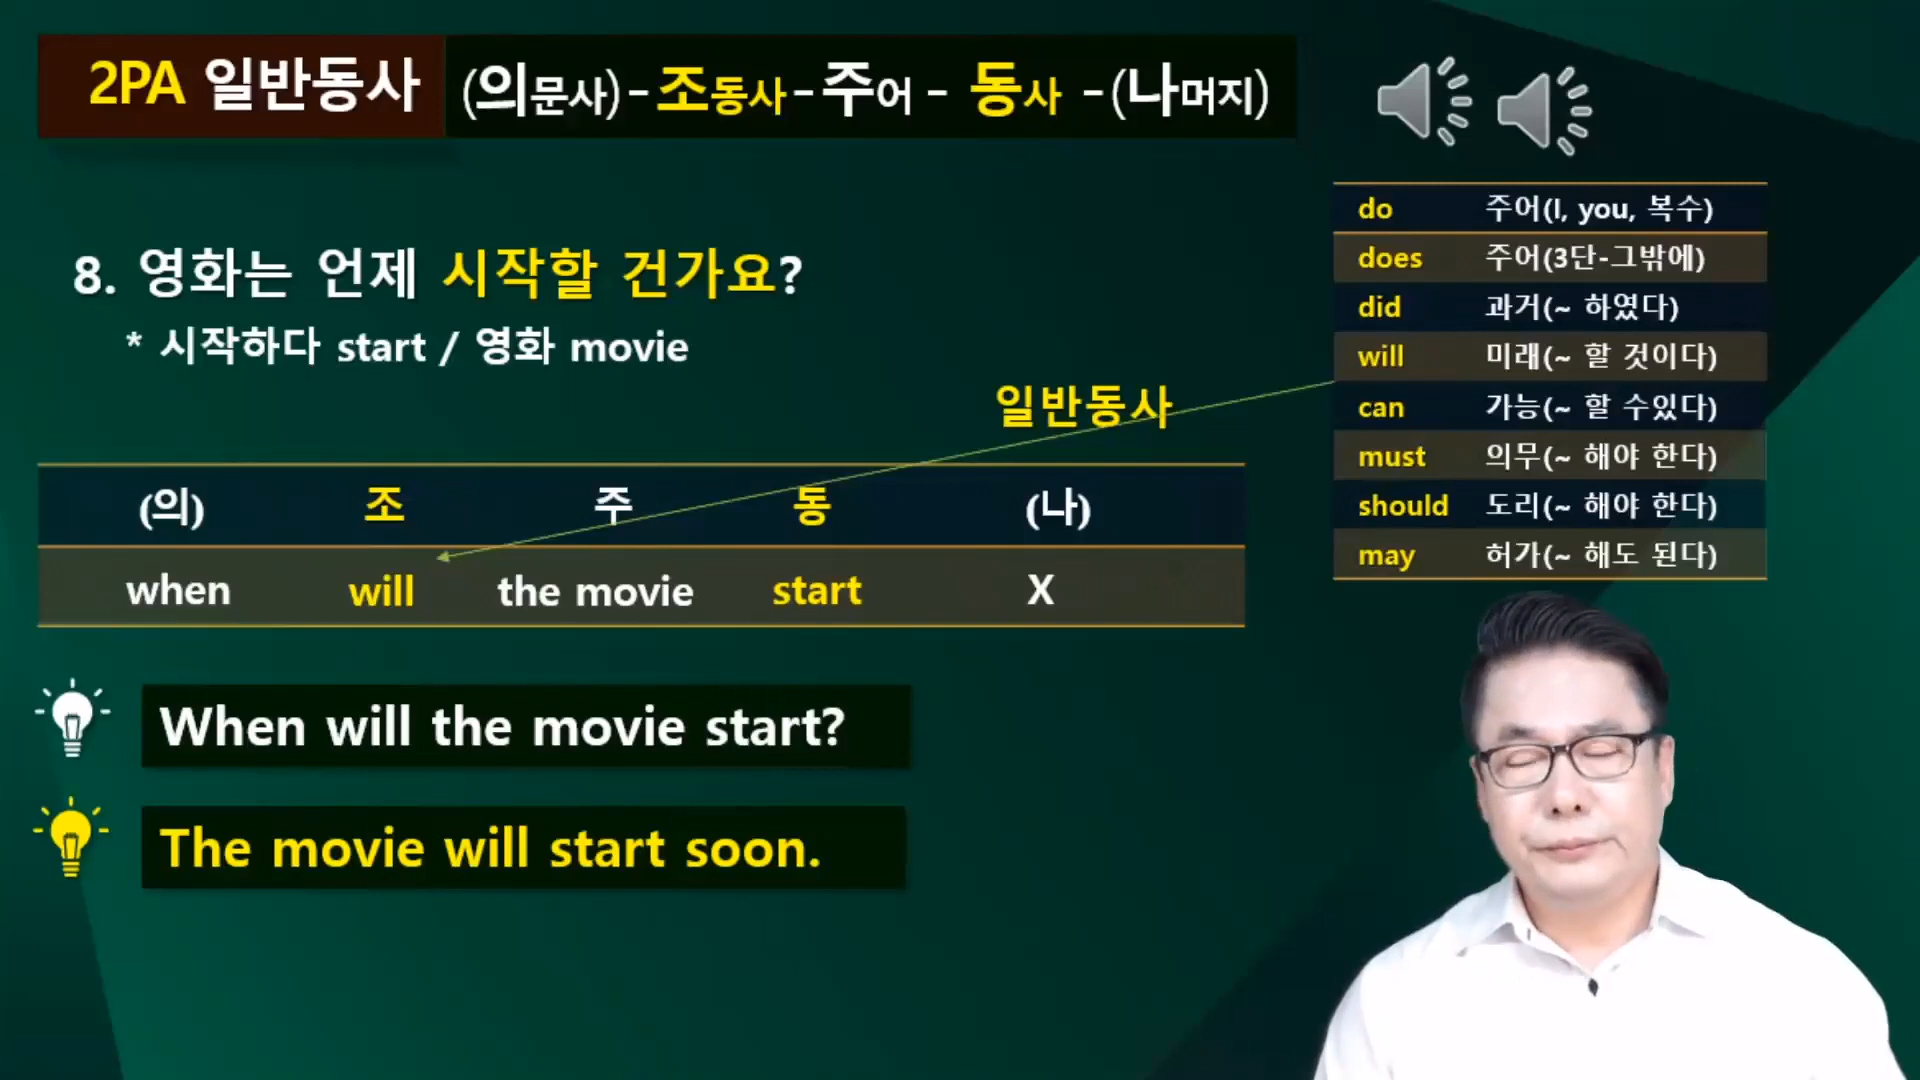 2PA 일반동사 (의문사)-조동사-주어 - 동사 -(나머지)
8. 영화는 언제 시작할 건가요?
* 시작하다 start / 영화 movie
일반동사
(의) 조 주 동 (나)
when will the movie start X
When will the movie start?
The movie will start soon.
do 주어(I, you, 복수)
does 주어(3단-그밖에)
did 과거(~ 하였다)
will 미래(~ 할 것이다)
can 가능(~ 할 수있다)
must 의무(~ 해야 한다)
should 도리(~ 해야 한다)
may 허가(~ 해도 된다)